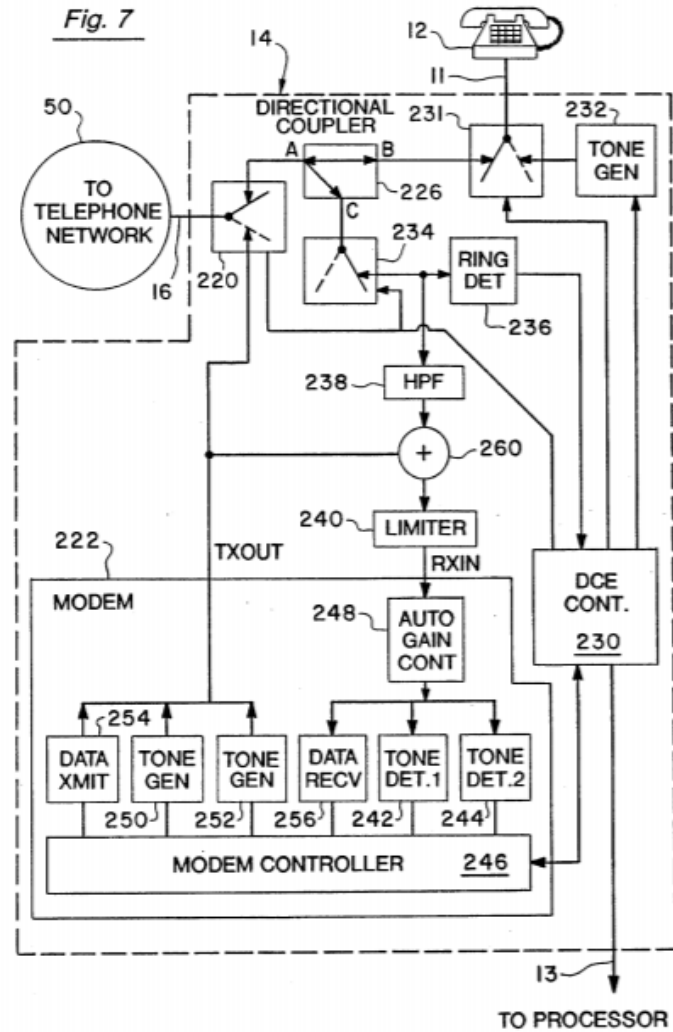 Fig. 7
12
11
14
50
DIRECTIONAL
COUPLER
231
232
A
B
C
226
TONE
GEN
TO
TELEPHONE
NETWORK
16
220
234
RING
DET
236
238
HPF
+
260
240
LIMITER
TXOUT
RXIN
222
MODEM
248
AUTO
GAIN
CONT
DCE
CONT.
230
254
DATA
XMIT
TONE
GEN
TONE
GEN
DATA
RECV
TONE
DET.1
TONE
DET.2
250
252
256
242
244
MODEM CONTROLLER
246
13
TO PROCESSOR